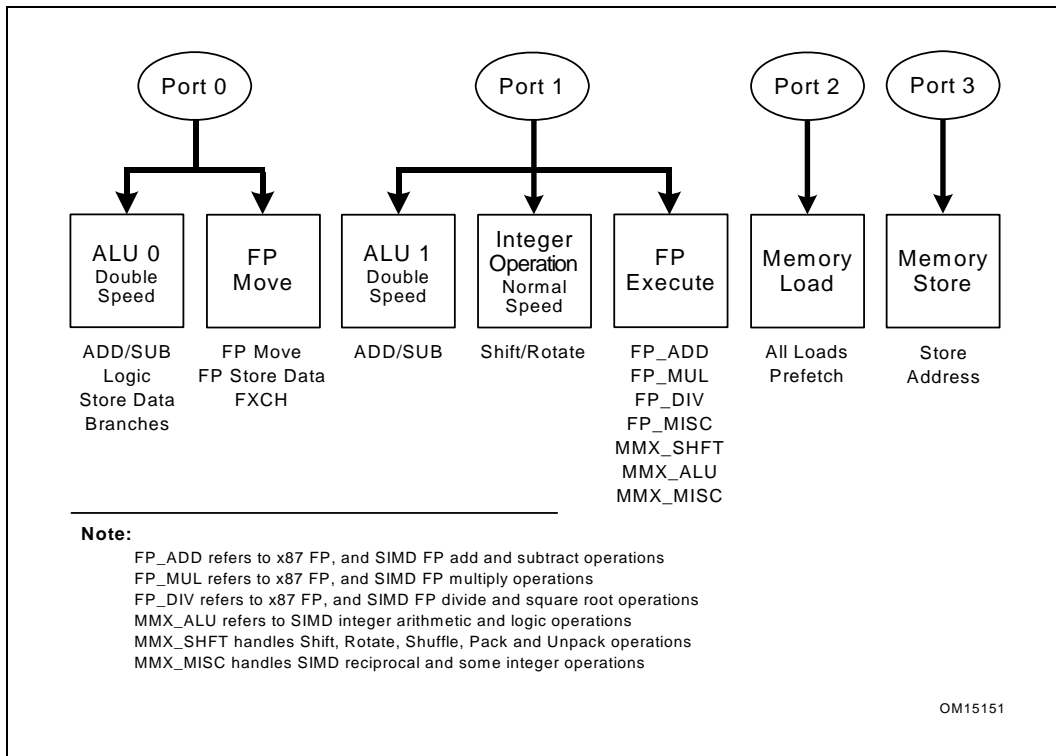 Port 0
Port 1
Port 2
Port 3
ALU 0
Double
Speed
FP
Move
ALU 1
Double
Speed
Integer
Operation
Normal
Speed
FP
Execute
Memory
Load
Memory
Store
ADD/SUB
Logic
Store Data
Branches
FP Move
FP Store Data
FXCH
ADD/SUB
Shift/Rotate
FP_ADD
FP_MUL
FP_DIV
FP_MISC
MMX_SHFT
MMX_ALU
MMX_MISC
All Loads
Prefetch
Store
Address
Note:
FP_ADD refers to x87 FP, and SIMD FP add and subtract operations
FP_MUL refers to x87 FP, and SIMD FP multiply operations
FP_DIV refers to x87 FP, and SIMD FP divide and square root operations
MMX_ALU refers to SIMD integer arithmetic and logic operations
MMX_SHFT handles Shift, Rotate, Shuffle, Pack and Unpack operations
MMX_MISC handles SIMD reciprocal and some integer operations
OM15151